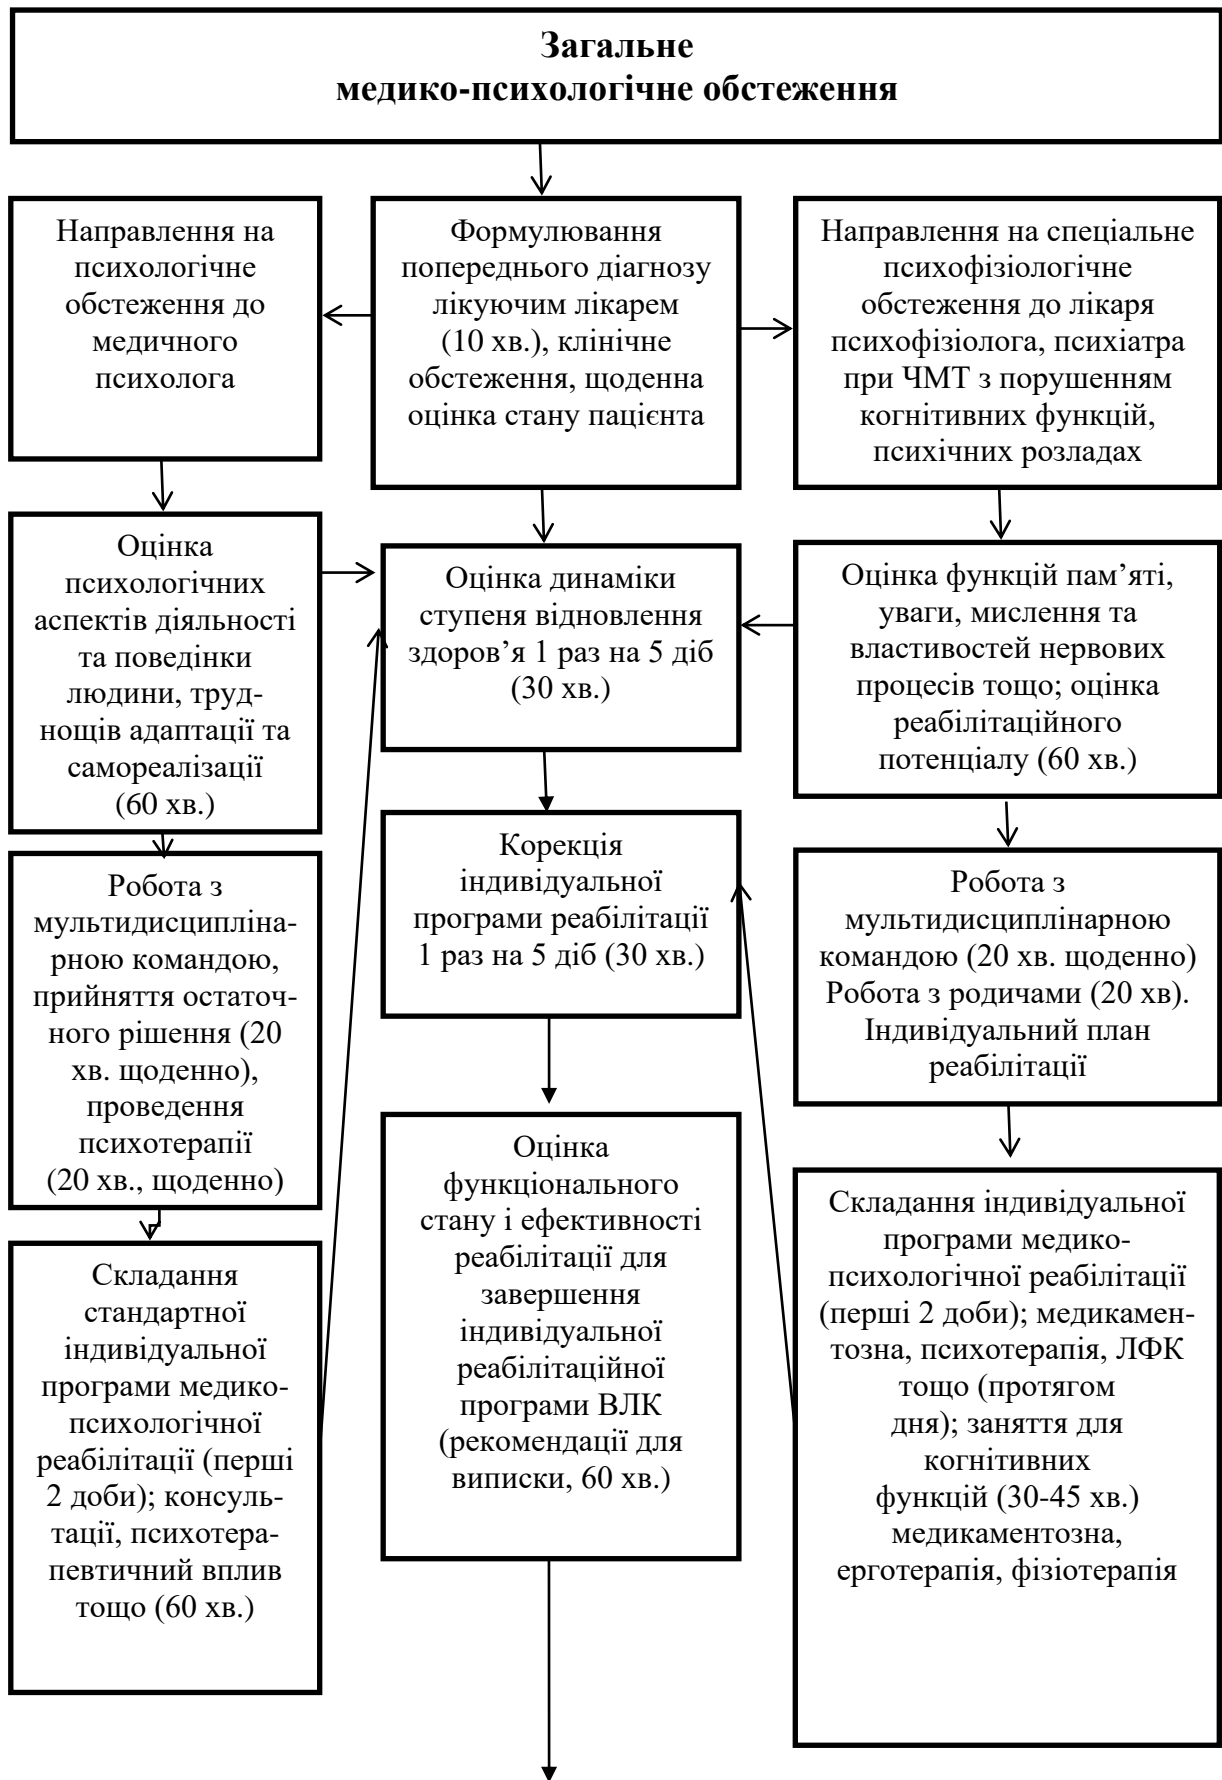 Загальне
медико-психологічне обстеження
Направлення на
психологічне
обстеження до
медичного
психолога
Формулювання
попереднього діагнозу
лікуючим лікарем
(10 хв.), клінічне
обстеження, щоденна
оцінка стану пацієнта
Направлення на спеціальне
психофізіологічне
обстеження до лікаря
психофізіолога, психіатра
при ЧМТ з порушенням
когнітивних функцій,
психічних розладах
Оцінка
психологічних
аспектів діяльності
та поведінки
людини, труд-
нощів адаптації та
самореалізації
(60 хв.)
Оцінка динаміки
ступеня відновлення
здоров’я 1 раз на 5 діб
(30 хв.)
Оцінка функцій пам’яті,
уваги, мислення та
властивостей нервових
процесів тощо; оцінка
реабілітаційного
потенціалу (60 хв.)
Робота з
мультидисципліна-
рною командою,
прийняття остаточ-
ного рішення (20
хв. щоденно),
проведення
психотерапії
(20 хв., щоденно)
Корекція
індивідуальної
програми реабілітації
1 раз на 5 діб (30 хв.)
Робота з
мультидисциплінарною
командою (20 хв. щоденно)
Робота з родичами (20 хв).
Індивідуальний план
реабілітації
Складання
стандартної
індивідуальної
програми медико-
психологічної
реабілітації (перші
2 доби); консуль-
тації, психотера-
певтичний вплив
тощо (60 хв.)
Оцінка
функціонального
стану і ефективності
реабілітації для
завершення
індивідуальної
реабілітаційної
програми ВЛК
(рекомендації для
виписки, 60 хв.)
Складання індивідуальної
програми медико-
психологічної реабілітації
(перші 2 доби); медикамен-
тозна, психотерапія, ЛФК
тощо (протягом
дня); заняття для
когнітивних
функцій (30-45 хв.)
медикаментозна,
ерготерапія, фізіотерапія